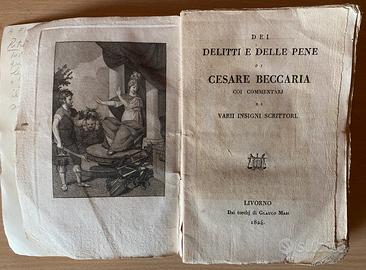 DEI
DELITTI E DELLE PENE
DI
CESARE BECCARIA
COI COMMENTARJ
DI
VARII INSIGNI SCRITTORI.
LIVORNO
Dai torchj di GLAUCO MASI
1824.